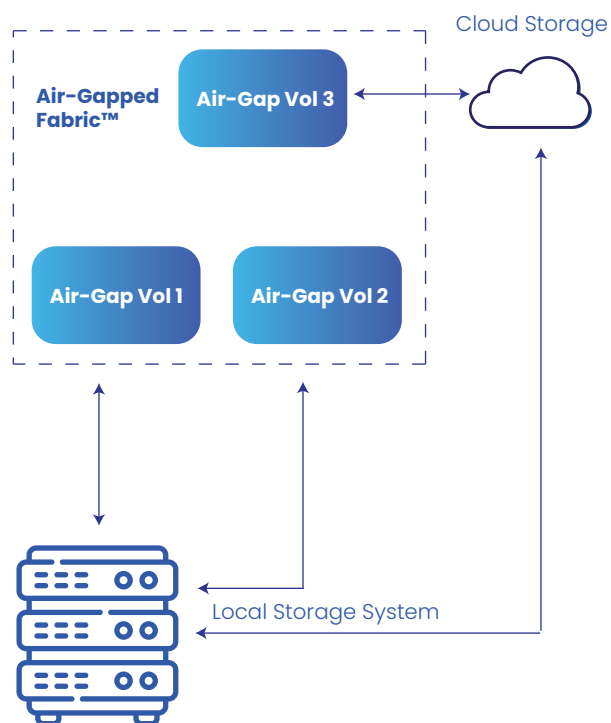 Cloud Storage
Air-Gapped
Fabric™
Air-Gap Vol 3
Air-Gap Vol 1
Air-Gap Vol 2
Local Storage System